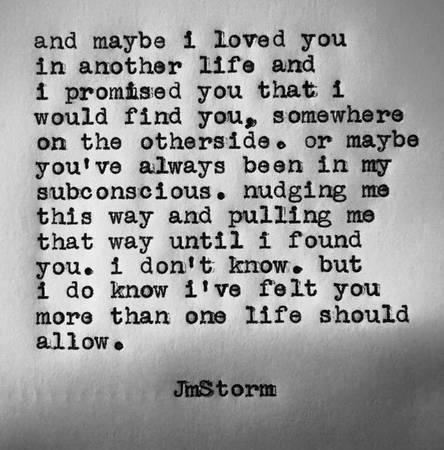 and maybe i loved you
in another life and
i promised you that i
would find you, somewhere
on the otherside. or maybe
you've always been in my
subconscious. nudging me
this way and pulling me
that way until i found
you. i don't know. but
i do know i've felt you
more than one life should
allow.
JmStorm